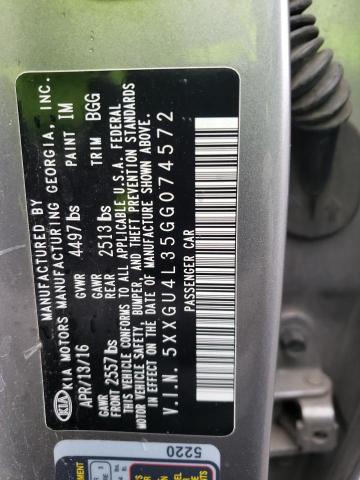 KIA
MANUFACTURED BY
KIA MOTORS MANUFACTURING GEORGIA, INC.
APR/13/16 GVWR 4497 lbs PAINT IM
GAWR FRONT 2557 lbs GAWR REAR 2513 lbs TRIM BGG
THIS VEHICLE CONFORMS TO ALL APPLICABLE U.S.A. FEDERAL
MOTOR VEHICLE SAFETY, BUMPER, AND THEFT PREVENTION STANDARDS
IN EFFECT ON THE DATE OF MANUFACTURE SHOWN ABOVE.
V.I.N. 5XXGU4L35GG074572
PASSENGER CAR
5220